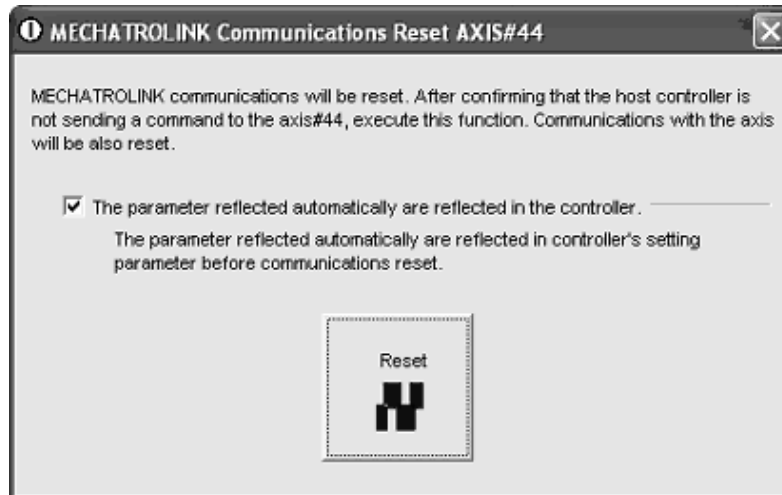 MECHATROLINK Communications Reset AXIS#44
MECHATROLINK communications will be reset. After confirming that the host controller is
not sending a command to the axis#44, execute this function. Communications with the axis
will be also reset.
The parameter reflected automatically are reflected in the controller.
The parameter reflected automatically are reflected in controller's setting
parameter before communications reset.
Reset